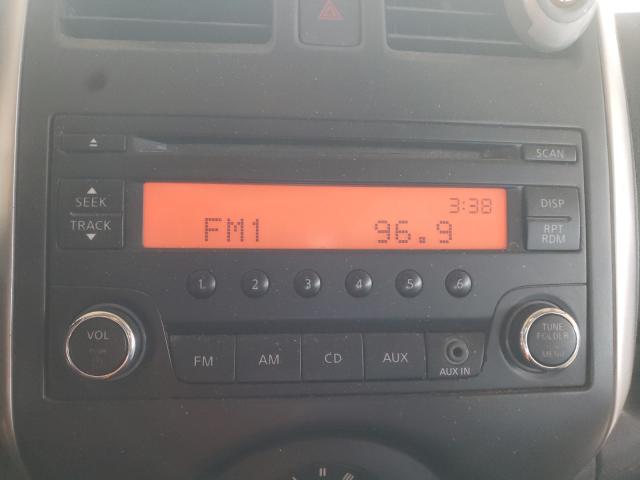 SCAN
SEEK
TRACK
3:38
FM1 96.9
DISP
RPT
RDM
1 2 3 4 5 6
VOL
TUNE
FOLDER
MENU
FM AM CD AUX
AUX IN